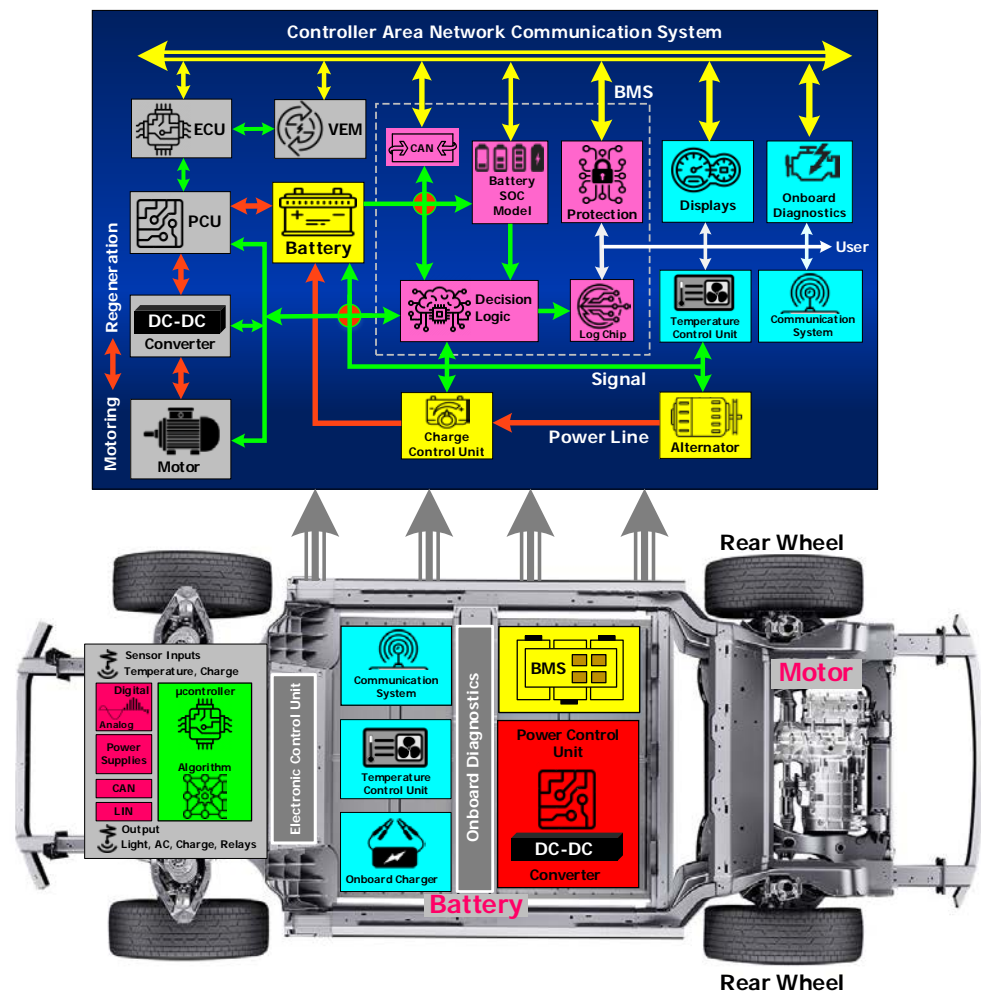 Controller Area Network Communication System
BMS
ECU
VEM
CAN
Battery
SOC
Model
Protection
Displays
Onboard
Diagnostics
PCU
Battery
User
Regeneration
Motoring
DC-DC
Converter
Decision
Logic
Log Chip
Temperature
Control Unit
Communication
System
Signal
Motor
Charge
Control Unit
Power Line
Alternator
Rear Wheel
Sensor Inputs
Temperature, Charge
Digital
Analog
Power
Supplies
CAN
LIN
µcontroller
Algorithm
Output
Light, AC, Charge, Relays
Electronic Control Unit
Communication
System
Temperature
Control Unit
Onboard Charger
Onboard Diagnostics
BMS
Power Control
Unit
DC-DC
Converter
Motor
Battery
Rear Wheel